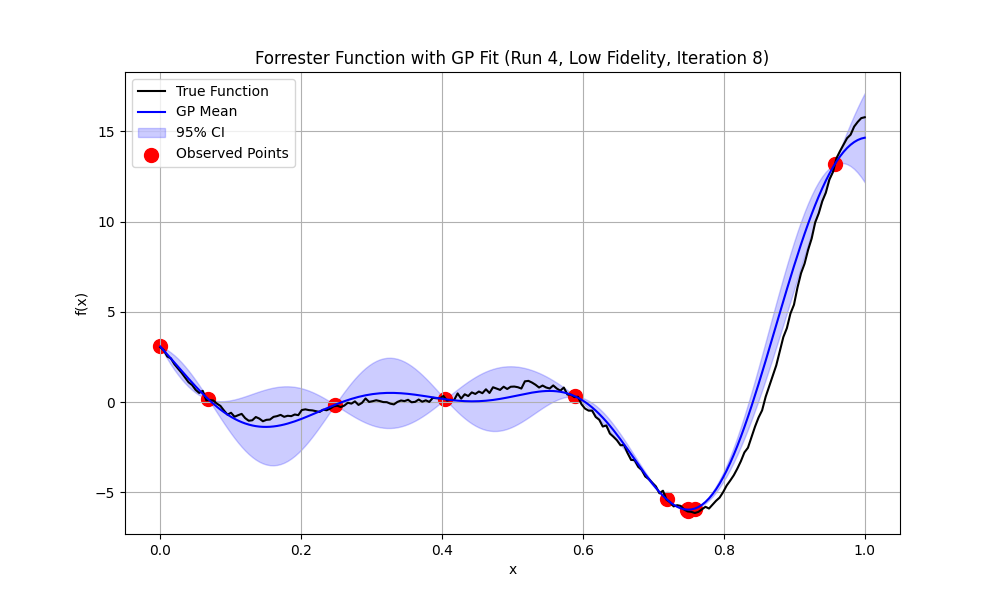 Forrester Function with GP Fit (Run 4, Low Fidelity, Iteration 8)
True Function
GP Mean
95% CI
Observed Points
f(x)
15
10
5
0
−5
0.0 0.2 0.4 0.6 0.8 1.0
x